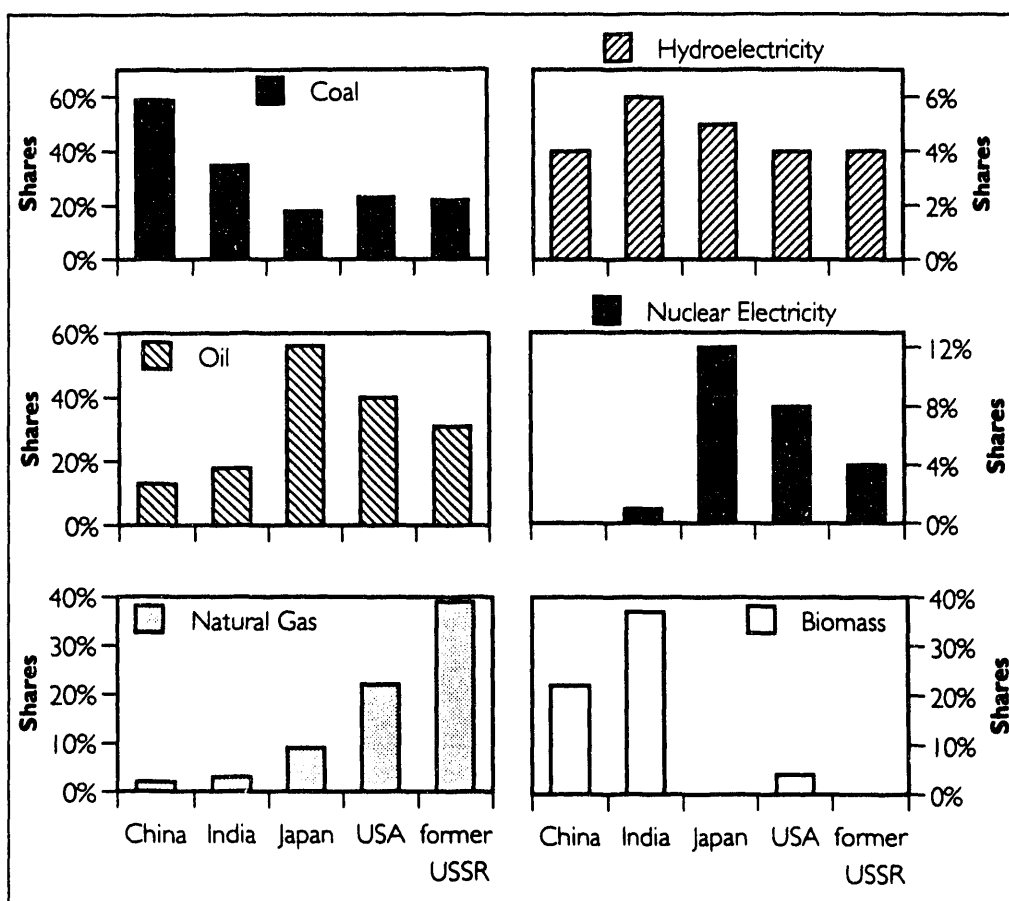 Coal
60%
40%
20%
0%
Shares
Hydroelectricity
6%
4%
2%
0%
Shares
Oil
60%
40%
20%
0%
Shares
Nuclear Electricity
12%
8%
4%
0%
Shares
Natural Gas
40%
30%
20%
10%
0%
Shares
China India Japan USA former
USSR
Biomass
40%
30%
20%
10%
0%
Shares
China India Japan USA former
USSR